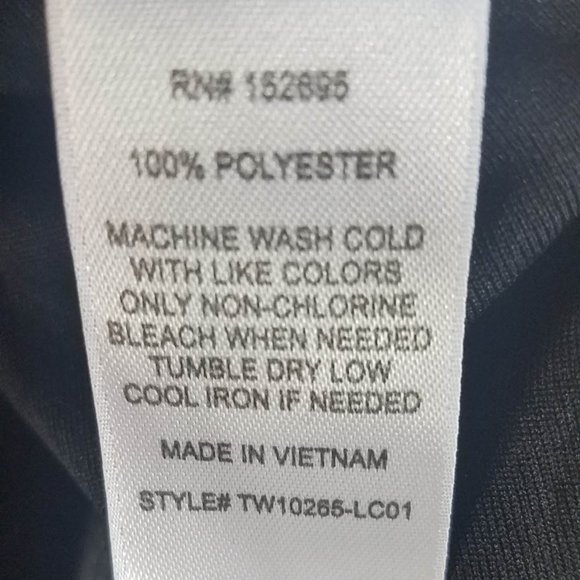 RN# 152695
100% POLYESTER
MACHINE WASH COLD
WITH LIKE COLORS
ONLY NON-CHLORINE
BLEACH WHEN NEEDED
TUMBLE DRY LOW
COOL IRON IF NEEDED
MADE IN VIETNAM
STYLE# TW10265-LC01